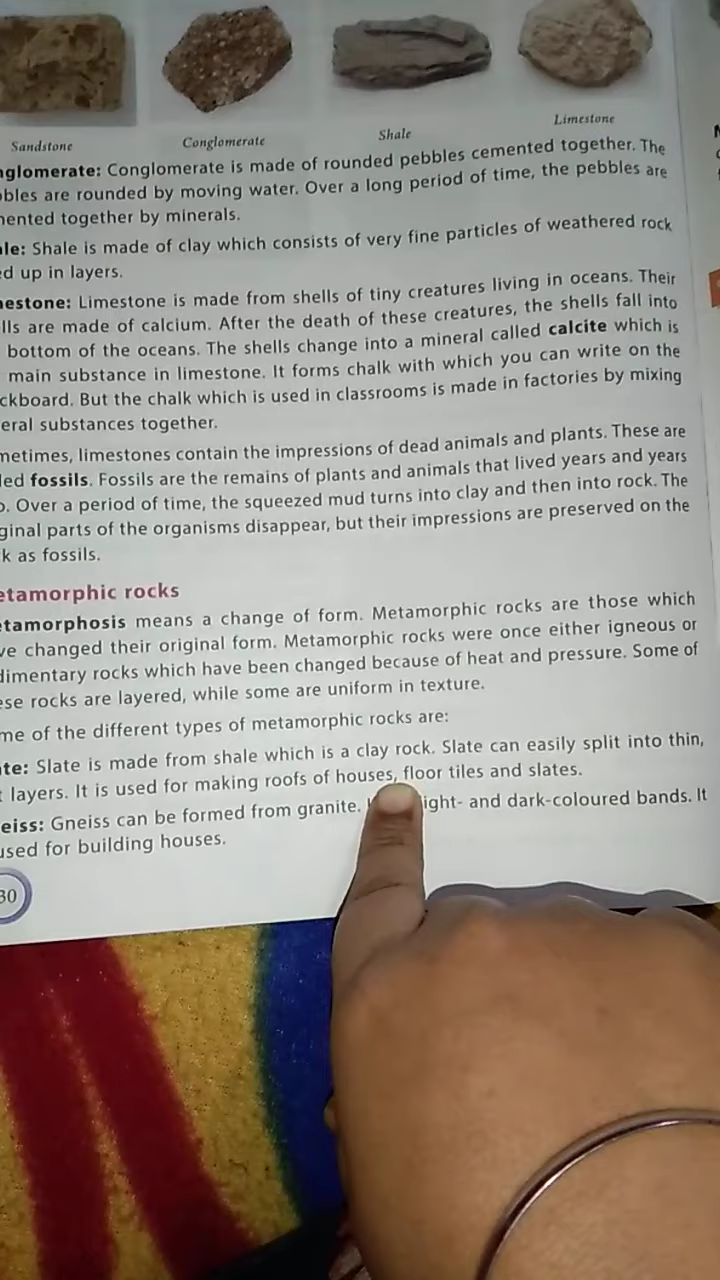 Sandstone Conglomerate Shale Limestone
nglomerate: Conglomerate is made of rounded pebbles cemented together. The
bbles are rounded by moving water. Over a long period of time, the pebbles are
mented together by minerals.
ale: Shale is made of clay which consists of very fine particles of weathered rock
ed up in layers.
mestone: Limestone is made from shells of tiny creatures living in oceans. Their
lls are made of calcium. After the death of these creatures, the shells fall into
bottom of the oceans. The shells change into a mineral called calcite which is
main substance in limestone. It forms chalk with which you can write on the
ckboard. But the chalk which is used in classrooms is made in factories by mixing
eral substances together.
metimes, limestones contain the impressions of dead animals and plants. These are
led fossils. Fossils are the remains of plants and animals that lived years and years
o. Over a period of time, the squeezed mud turns into clay and then into rock. The
ginal parts of the organisms disappear, but their impressions are preserved on the
k as fossils.
etamorphic rocks
etamorphosis means a change of form. Metamorphic rocks are those which
ve changed their original form. Metamorphic rocks were once either igneous or
dimentary rocks which have been changed because of heat and pressure. Some of
ese rocks are layered, while some are uniform in texture.
me of the different types of metamorphic rocks are:
te: Slate is made from shale which is a clay rock. Slate can easily split into thin,
t layers. It is used for making roofs of houses, floor tiles and slates.
eiss: Gneiss can be formed from granite. ight- and dark-coloured bands. It
used for building houses.
30